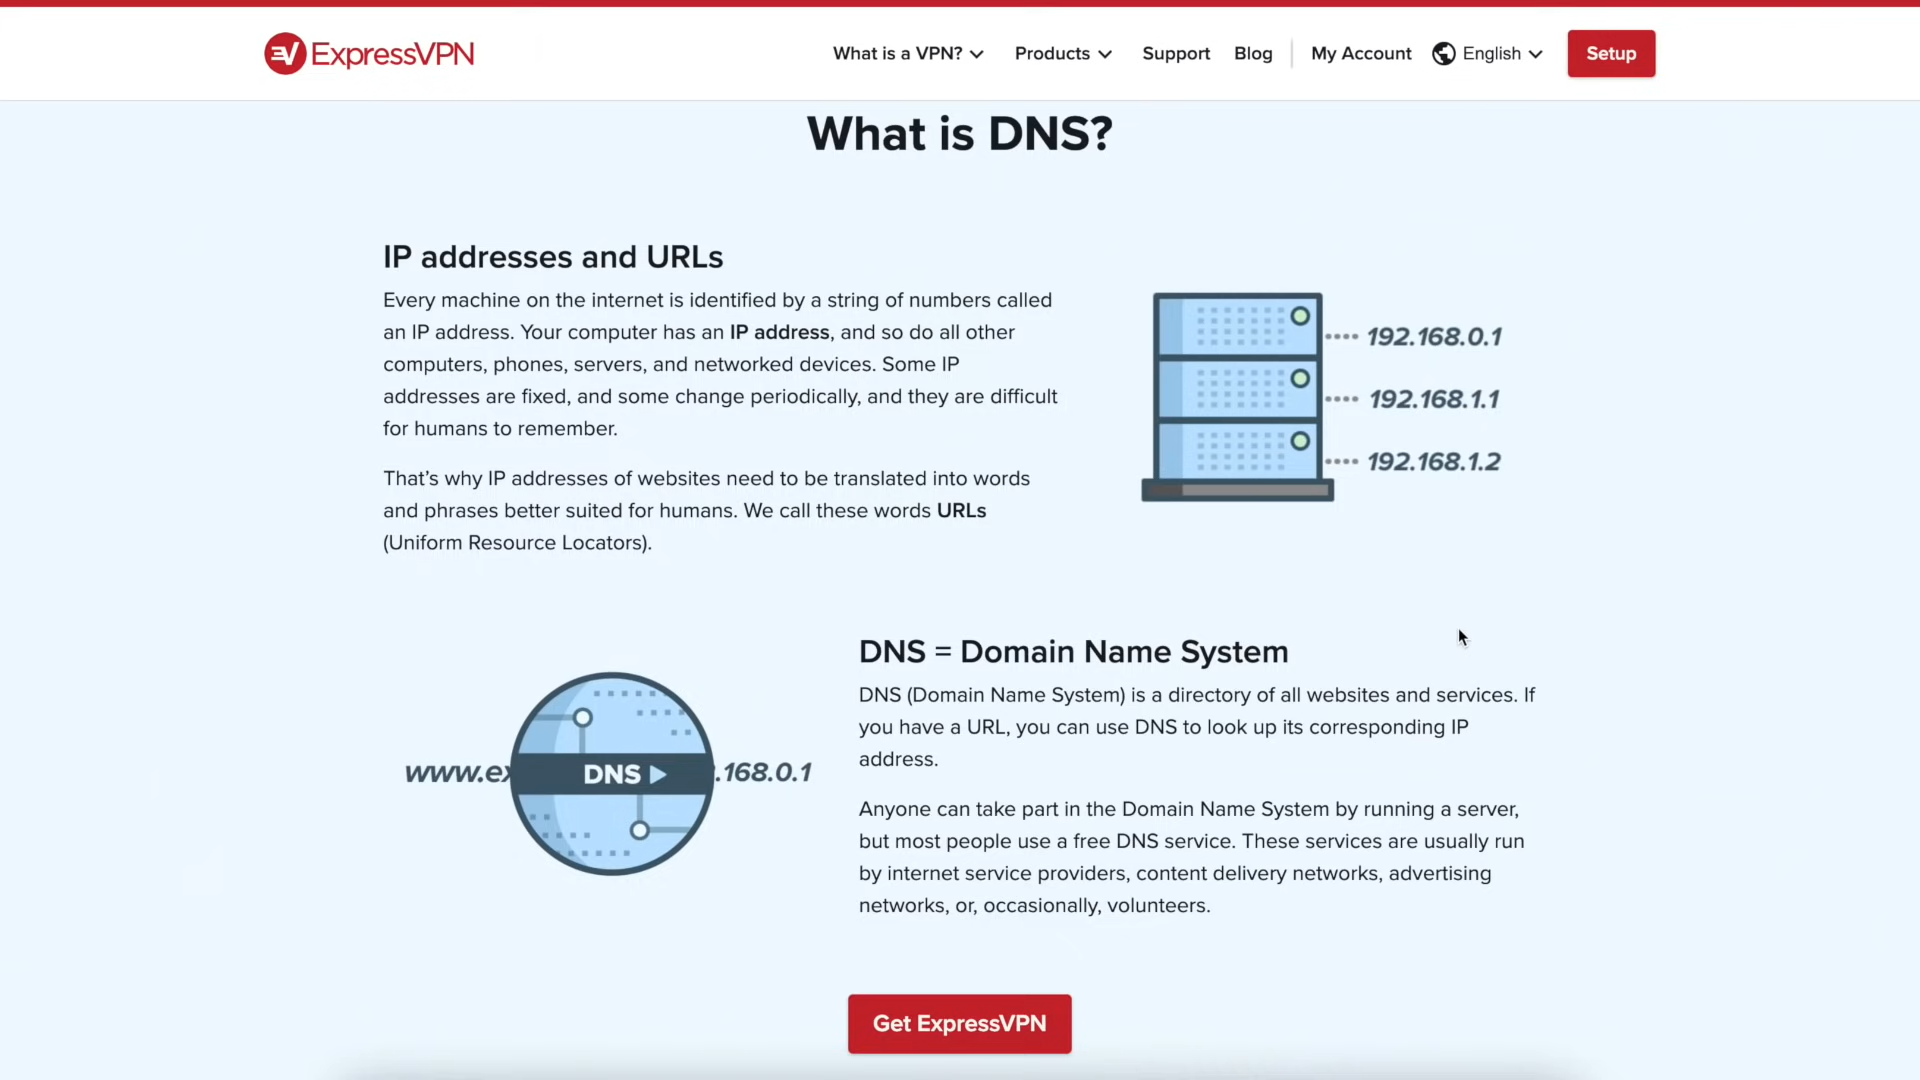 ExpressVPN
What is a VPN?
Products
Support
Blog
My Account
English
Setup
What is DNS?
IP addresses and URLs
Every machine on the internet is identified by a string of numbers called
an IP address. Your computer has an IP address, and so do all other
computers, phones, servers, and networked devices. Some IP
addresses are fixed, and some change periodically, and they are difficult
for humans to remember.
That’s why IP addresses of websites need to be translated into words
and phrases better suited for humans. We call these words URLs
(Uniform Resource Locators).
192.168.0.1
192.168.1.1
192.168.1.2
www.ex
DNS
.168.0.1
DNS = Domain Name System
DNS (Domain Name System) is a directory of all websites and services. If
you have a URL, you can use DNS to look up its corresponding IP
address.
Anyone can take part in the Domain Name System by running a server,
but most people use a free DNS service. These services are usually run
by internet service providers, content delivery networks, advertising
networks, or, occasionally, volunteers.
Get ExpressVPN